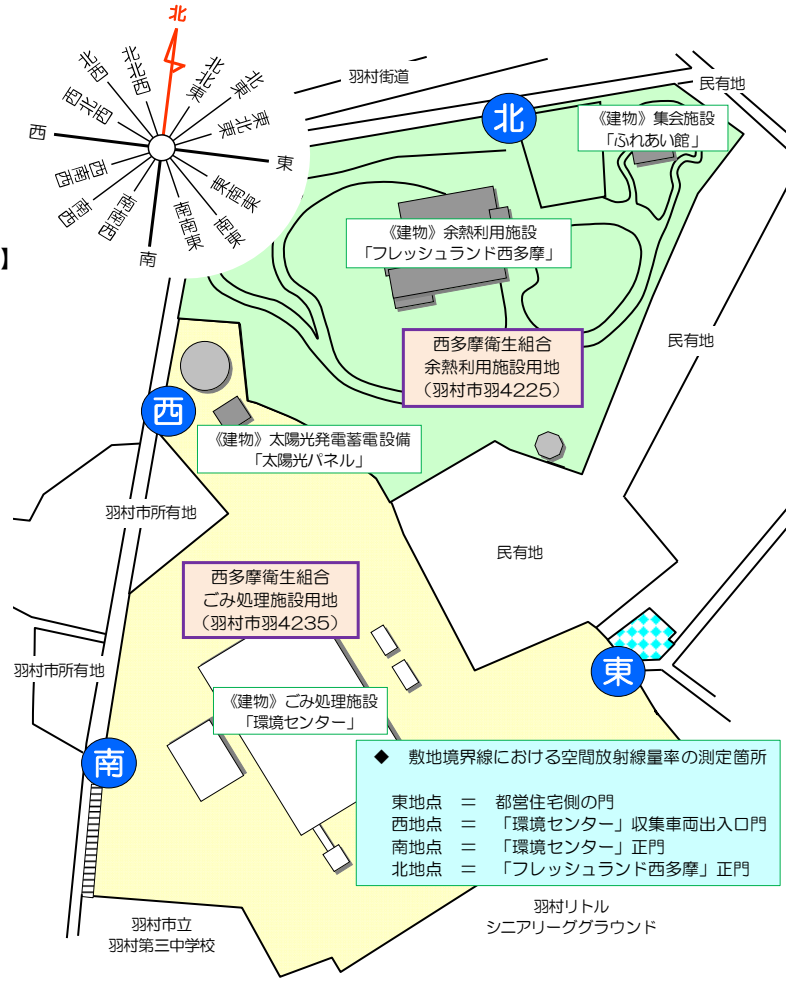 北
北北西
北北東
北西
北東
西北西
東北東
西
東
西南西
東南東
南西
南東
南南西
南南東
南
】
羽村街道
民有地
北
《建物》集会施設
「ふれあい館」
《建物》余熱利用施設
「フレッシュランド西多摩」
西多摩衛生組合
余熱利用施設用地
(羽村市羽4225)
民有地
西
《建物》太陽光発電蓄電設備
「太陽光パネル」
羽村市所有地
民有地
西多摩衛生組合
ごみ処理施設用地
(羽村市羽4235)
羽村市所有地
東
《建物》ごみ処理施設
「環境センター」
南
◆ 敷地境界線における空間放射線量率の測定箇所
東地点 = 都営住宅側の門
西地点 = 「環境センター」収集車両出入口門
南地点 = 「環境センター」正門
北地点 = 「フレッシュランド西多摩」正門
羽村市立
羽村第三中学校
羽村リトル
シニアリーググラウンド